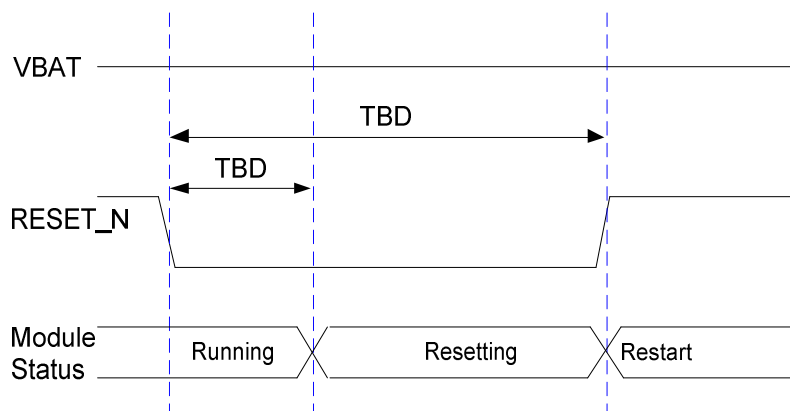 VBAT
TBD
TBD
RESET_N
Module
Status
Running
Resetting
Restart